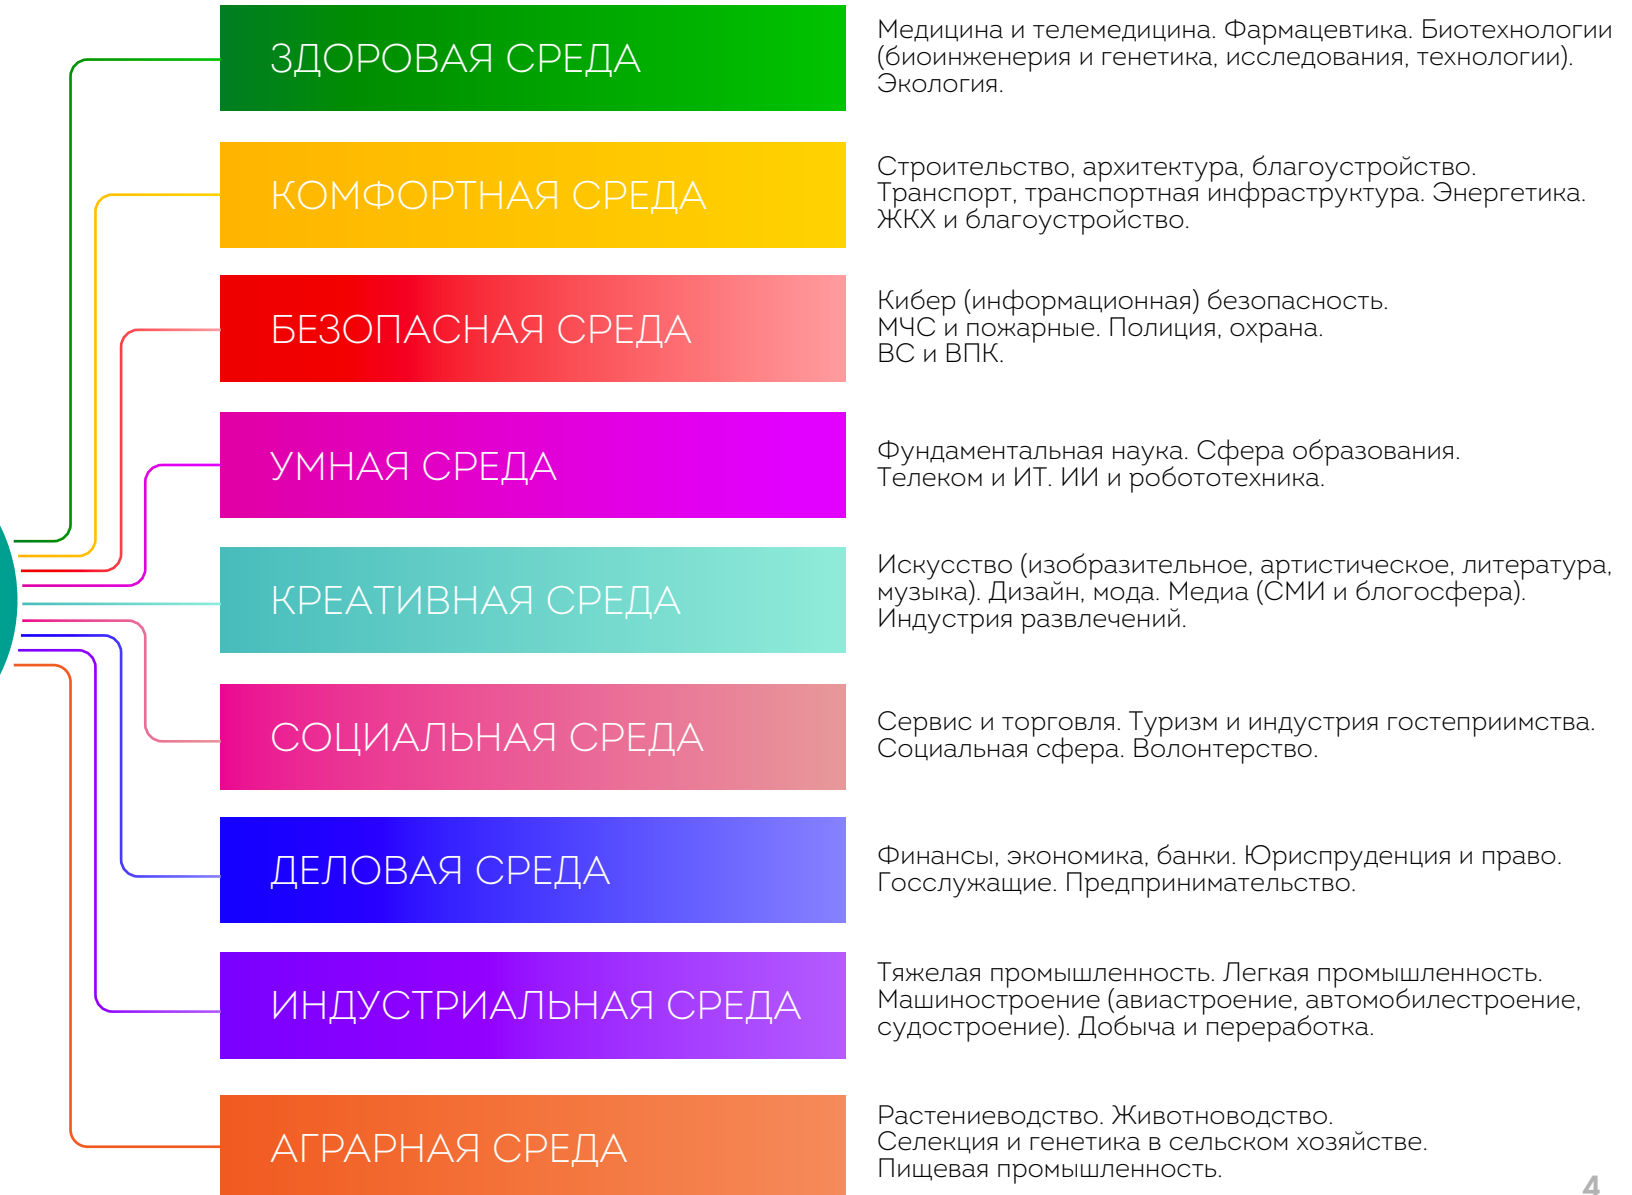 ЗДОРОВАЯ СРЕДА
Медицина и телемедицина. Фармацевтика. Биотехнологии
(биоинженерия и генетика, исследования, технологии).
Экология.
КОМФОРТНАЯ СРЕДА
Строительство, архитектура, благоустройство.
Транспорт, транспортная инфраструктура. Энергетика.
ЖКХ и благоустройство.
БЕЗОПАСНАЯ СРЕДА
Кибер (информационная) безопасность.
МЧС и пожарные. Полиция, охрана.
ВС и ВПК.
УМНАЯ СРЕДА
Фундаментальная наука. Сфера образования.
Телеком и ИТ. ИИ и робототехника.
КРЕАТИВНАЯ СРЕДА
Искусство (изобразительное, артистическое, литература,
музыка). Дизайн, мода. Медиа (СМИ и блогосфера).
Индустрия развлечений.
СОЦИАЛЬНАЯ СРЕДА
Сервис и торговля. Туризм и индустрия гостеприимства.
Социальная сфера. Волонтерство.
ДЕЛОВАЯ СРЕДА
Финансы, экономика, банки. Юриспруденция и право.
Госслужащие. Предпринимательство.
ИНДУСТРИАЛЬНАЯ СРЕДА
Тяжелая промышленность. Легкая промышленность.
Машиностроение (авиастроение, автомобилестроение,
судостроение). Добыча и переработка.
АГРАРНАЯ СРЕДА
Растениеводство. Животноводство.
Селекция и генетика в сельском хозяйстве.
Пищевая промышленность.
4